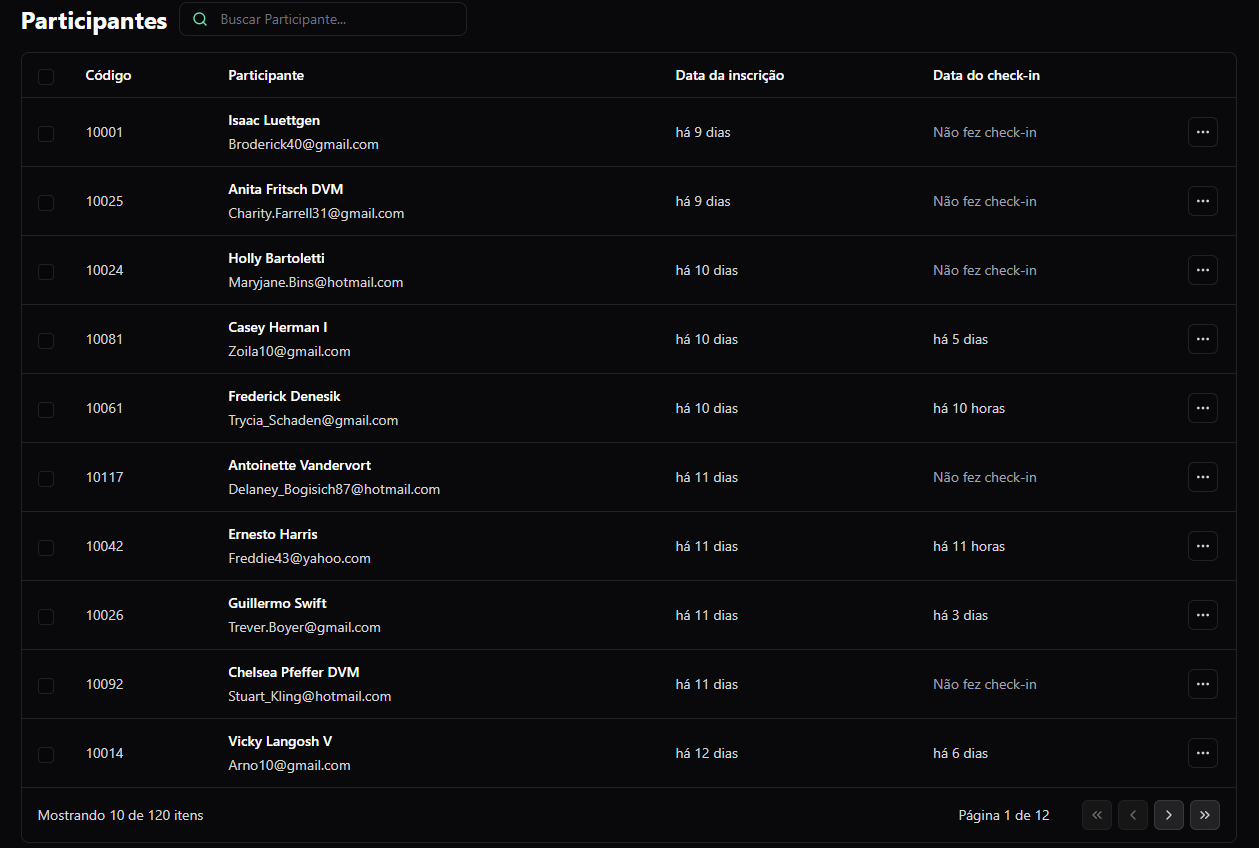 Participantes
Buscar Participante...
Código Participante Data da inscrição Data do check-in
10001 Isaac Luettgen há 9 dias Não fez check-in
Broderick40@gmail.com
10025 Anita Fritsch DVM há 9 dias Não fez check-in
Charity.Farrell31@gmail.com
10024 Holly Bartoletti há 10 dias Não fez check-in
Maryjane.Bins@hotmail.com
10081 Casey Herman I há 10 dias há 5 dias
Zoila10@gmail.com
10061 Frederick Denesik há 10 dias há 10 horas
Trycia_Schaden@gmail.com
10117 Antoinette Vandervort há 11 dias Não fez check-in
Delaney_Bogisich87@hotmail.com
10042 Ernesto Harris há 11 dias há 11 horas
Freddie43@yahoo.com
10026 Guillermo Swift há 11 dias há 3 dias
Trever.Boyer@gmail.com
10092 Chelsea Pfeffer DVM há 11 dias Não fez check-in
Stuart_Kling@hotmail.com
10014 Vicky Langosh V há 12 dias há 6 dias
Arno10@gmail.com
Mostrando 10 de 120 itens Página 1 de 12